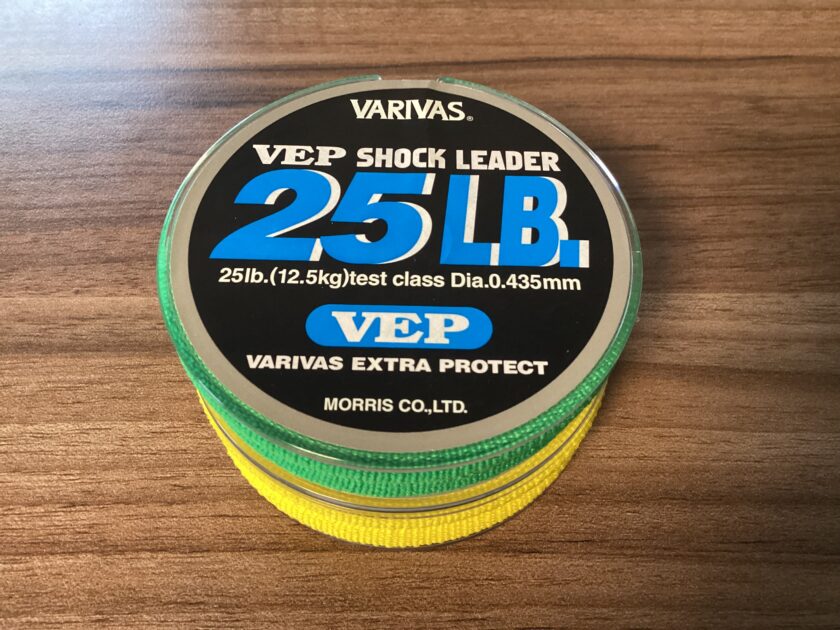 VARIVAS®
VEP SHOCK LEADER
25LB.
25lb.(12.5kg)test class Dia.0.435mm
VEP
VARIVAS EXTRA PROTECT
MORRIS CO.,LTD.